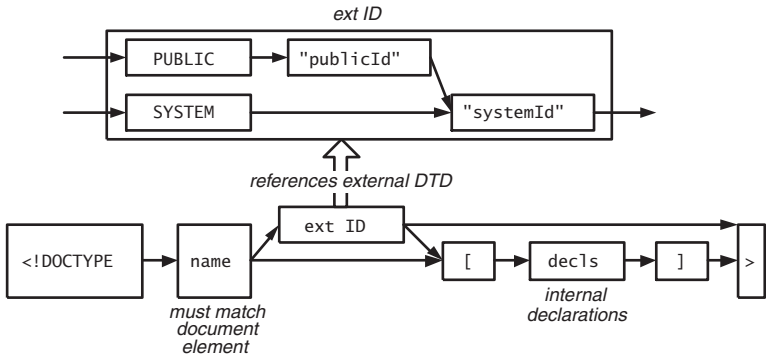 ext ID
PUBLIC
"publicId"
SYSTEM
"systemId"
references external DTD
ext ID
<!DOCTYPE
name
[
decls
]
>
must match
document
element
internal
declarations